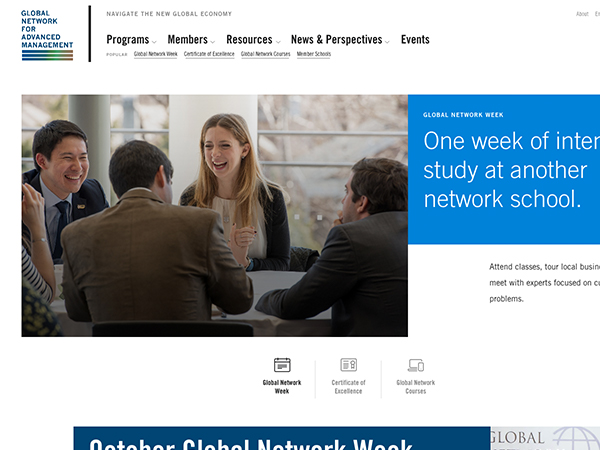 GLOBAL
NETWORK
FOR
ADVANCED
MANAGEMENT
NAVIGATE THE NEW GLOBAL ECONOMY
About
Programs Members Resources News & Perspectives Events
POPULAR Global Network Week Certificate of Excellence Global Network Courses Member Schools
GLOBAL NETWORK WEEK
One week of inter
study at another
network school.
Attend classes, tour local busine
meet with experts focused on cu
problems.
Global Network
Week
Certificate of
Excellence
Global Network
Courses
October Global Network Week
GLOBAL